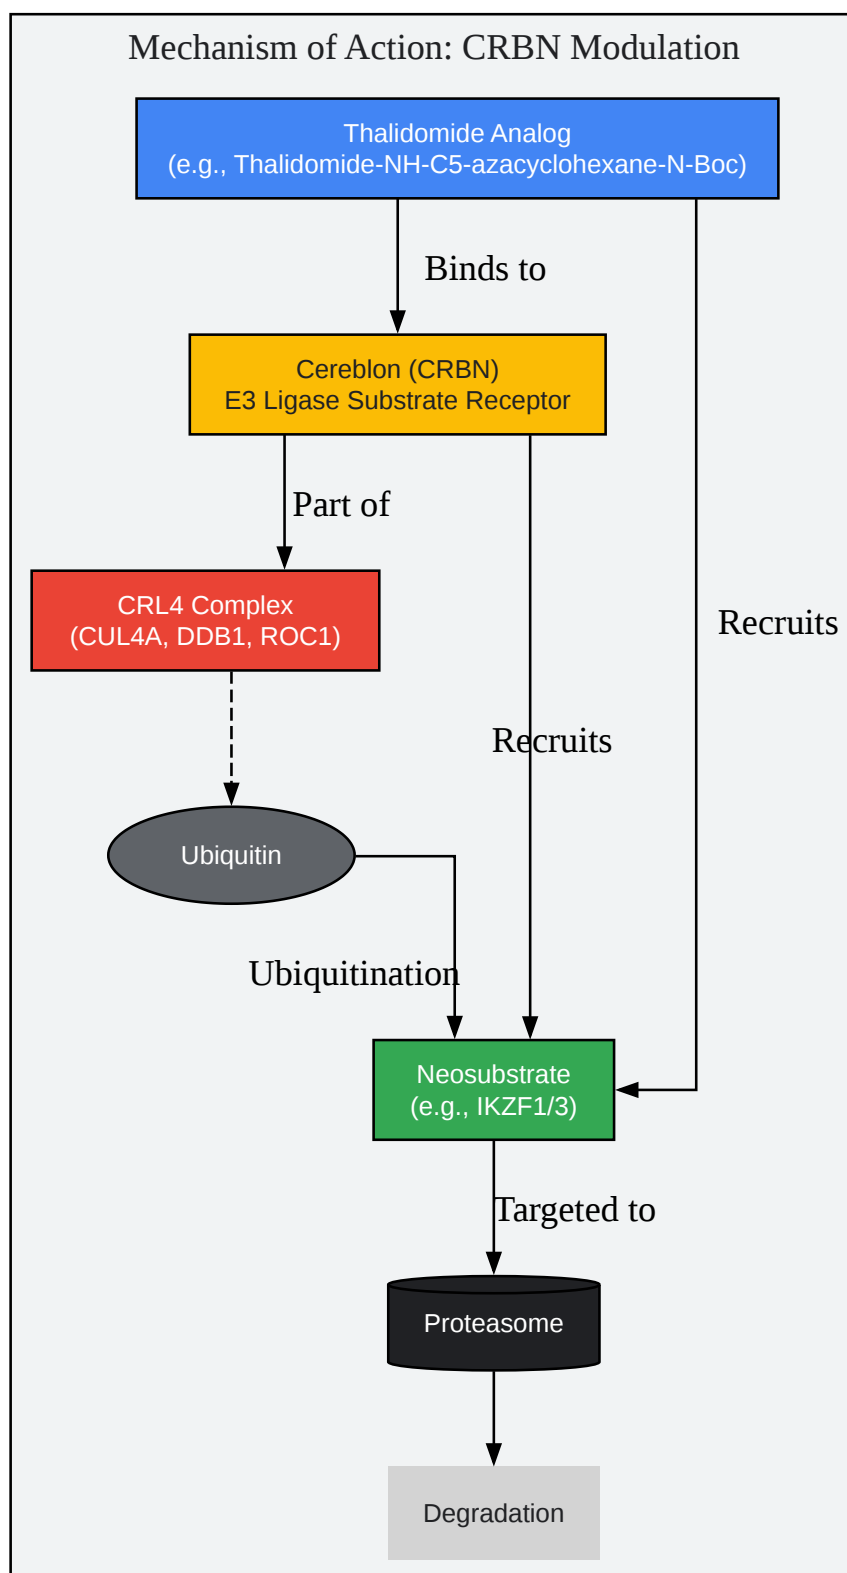 Mechanism of Action: CRBN Modulation
Thalidomide Analog
(e.g., Thalidomide-NH-C5-azacyclohexane-N-Boc)
Binds to
Cereblon (CRBN)
E3 Ligase Substrate Receptor
Part of
CRL4 Complex
(CUL4A, DDB1, ROC1)
Recruits
Recruits
Ubiquitin
Ubiquitination
Neosubstrate
(e.g., IKZF1/3)
Targeted to
Proteasome
Degradation